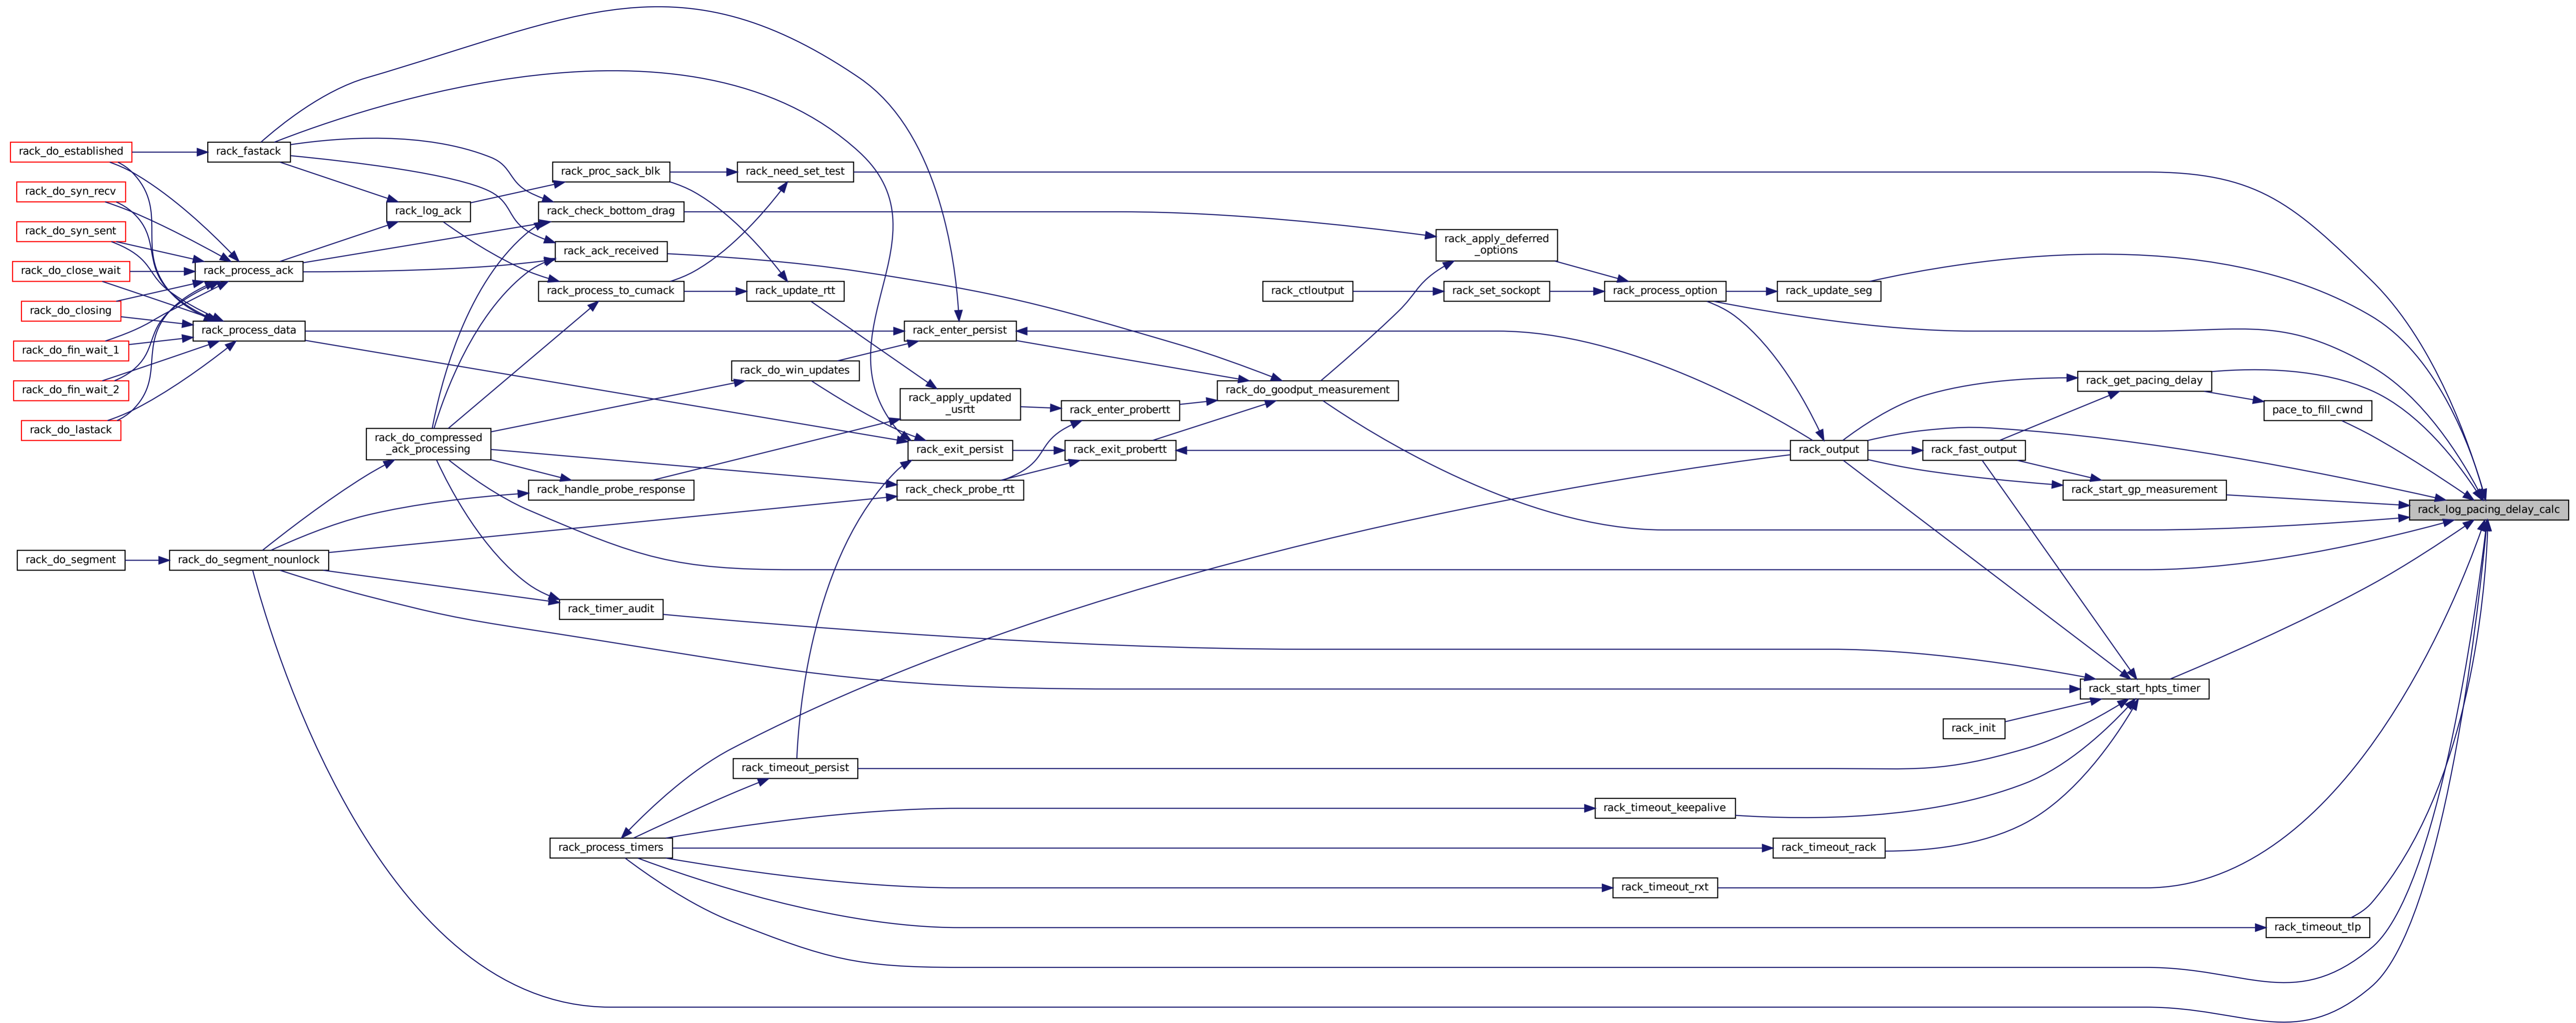 rack_do_established
rack_fastack
rack_proc_sack_blk
rack_need_set_test
rack_do_syn_recv
rack_log_ack
rack_check_bottom_drag
rack_do_syn_sent
rack_ack_received
rack_apply_deferred
_options
rack_do_close_wait
rack_process_ack
rack_process_to_cumack
rack_update_rtt
rack_ctloutput
rack_set_sockopt
rack_process_option
rack_update_seg
rack_do_closing
rack_process_data
rack_enter_persist
rack_do_fin_wait_1
rack_do_win_updates
rack_do_fin_wait_2
rack_apply_updated
_usrtt
rack_do_goodput_measurement
rack_get_pacing_delay
rack_enter_probertt
pace_to_fill_cwnd
rack_do_lastack
rack_do_compressed
_ack_processing
rack_exit_persist
rack_exit_probertt
rack_output
rack_fast_output
rack_handle_probe_response
rack_check_probe_rtt
rack_start_gp_measurement
rack_log_pacing_delay_calc
rack_do_segment
rack_do_segment_nounlock
rack_timer_audit
rack_start_hpts_timer
rack_init
rack_timeout_persist
rack_timeout_keepalive
rack_process_timers
rack_timeout_rack
rack_timeout_rxt
rack_timeout_tlp